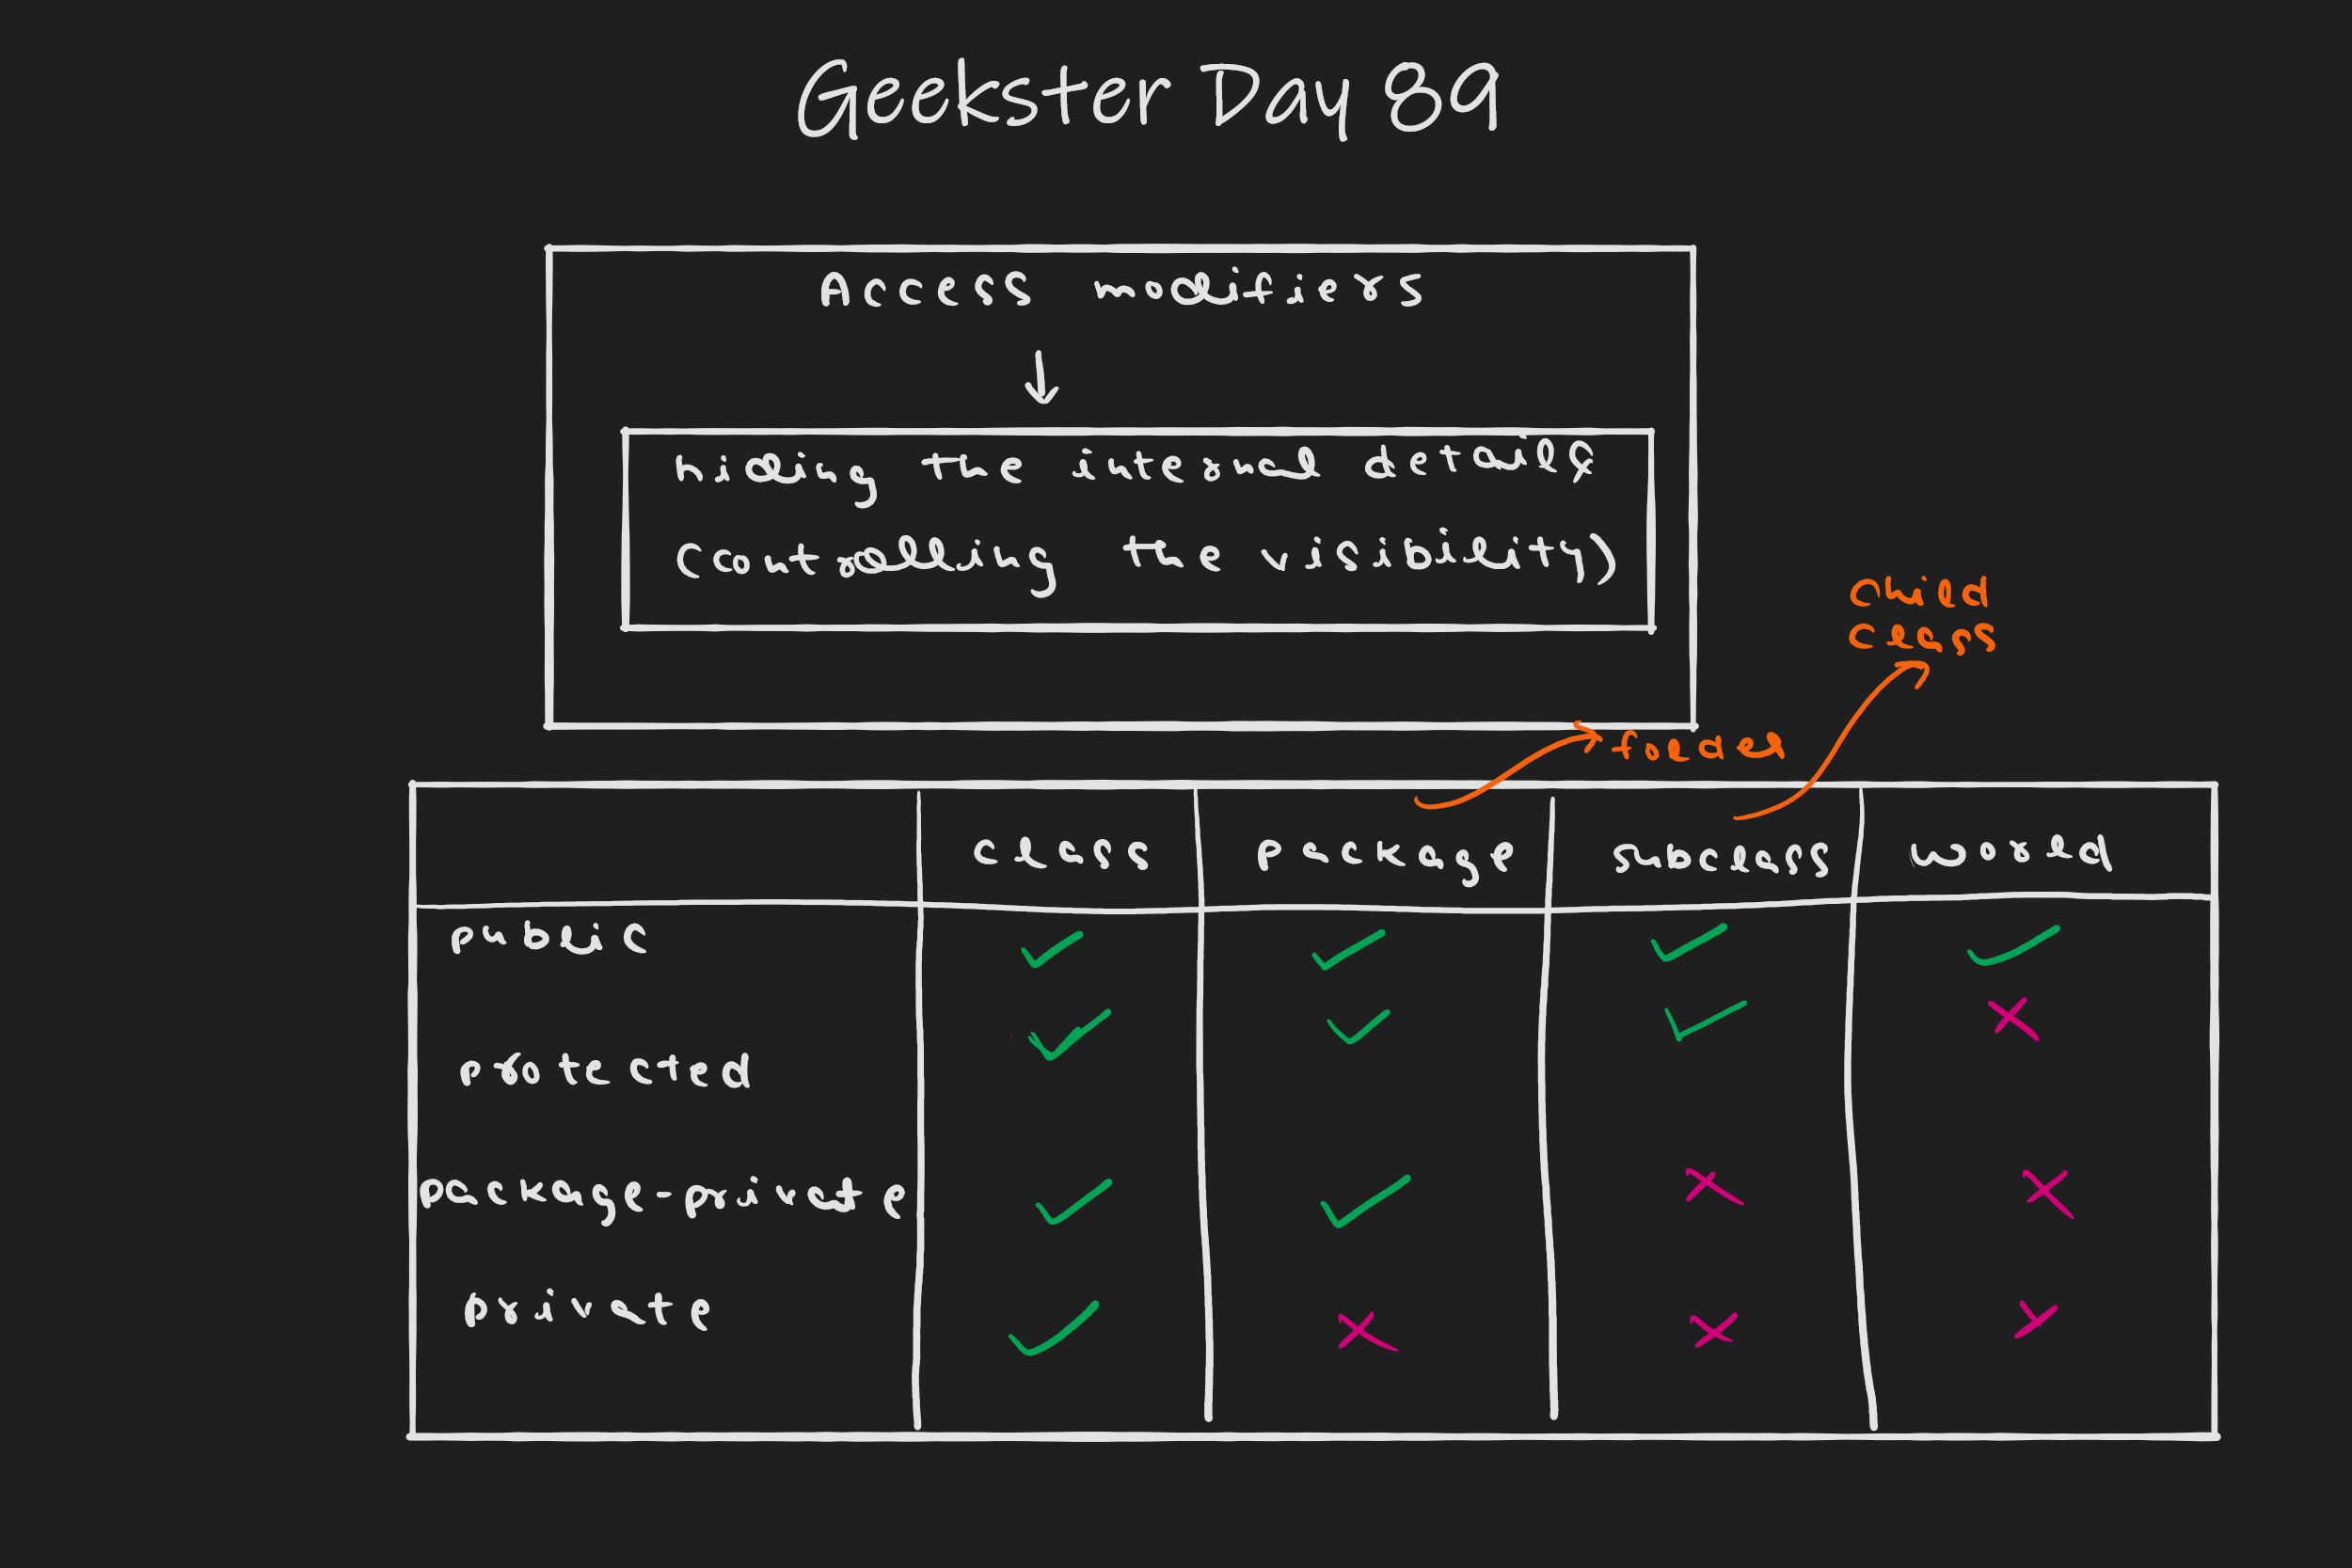 Geekster Day 89
Access modifiers
↓
hiding the internal details
(controlling the visibility)
child
class
folder
class package subclass world
public ✓ ✓ ✓ ✓
protected ✓ ✓ ✓ ✗
package-private ✓ ✓ ✗ ✗
private ✓ ✗ ✗ ✗